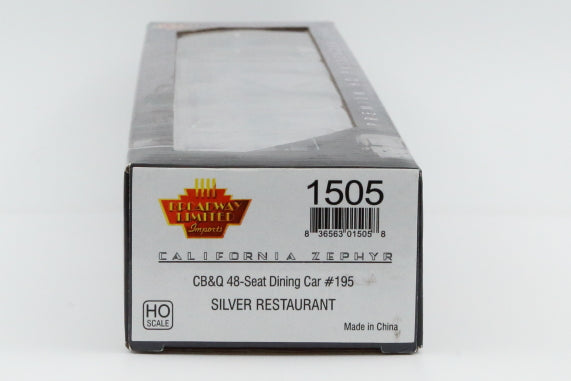 BROADWAY
LIMITED
Imports
1505
8 36563 01505 8
CALIFORNIA ZEPHYR
CB&Q 48-Seat Dining Car #195
SILVER RESTAURANT
HO
SCALE
Made in China